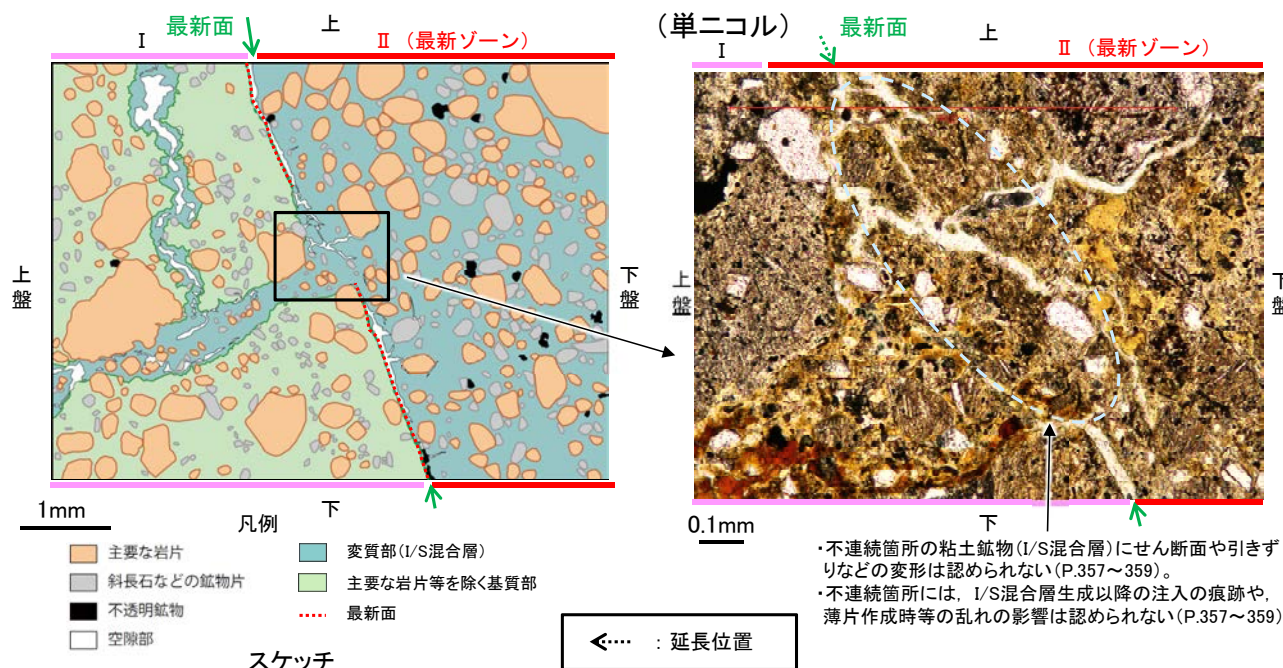 最新面
上
Ⅰ
Ⅱ (最新ゾーン)
上盤
下盤
下
1mm
凡例
主要な岩片
斜長石などの鉱物片
不透明鉱物
空隙部
変質部(I/S混合層)
主要な岩片等を除く基質部
最新面
スケッチ
(単ニコル)
最新面
上
Ⅰ
Ⅱ (最新ゾーン)
上盤
下盤
下
0.1mm
・不連続箇所の粘土鉱物(I/S混合層)にせん断面や引きず
りなどの変形は認められない(P.357~359)。
・不連続箇所には, I/S混合層生成以降の注入の痕跡や,
薄片作成時等の乱れの影響は認められない(P.357~359)
:延長位置